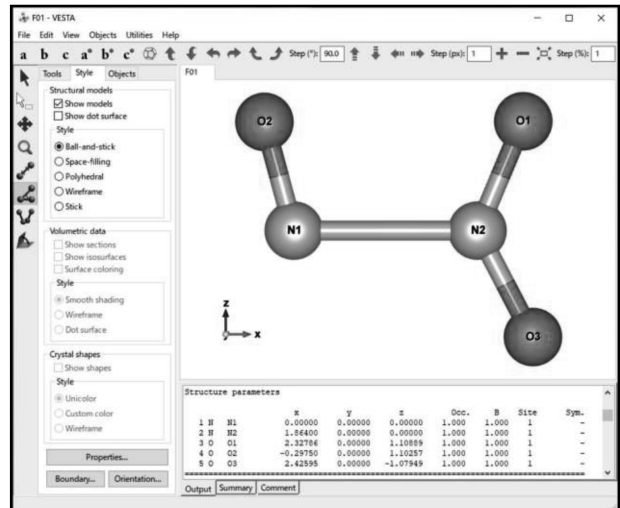 F01 - VESTA
File Edit View Objects Utilities Help
a b c a* b* c* Step (°): 90.0 Step (px): 1 Step (%): 1
Tools Style Objects
F01
Structural models
Show models
Show dot surface
Style
Ball-and-stick
Space-filling
Polyhedral
Wireframe
Stick
Volumetric data
Show sections
Show isosurfaces
Surface coloring
Style
Smooth shading
Wireframe
Dot surface
Crystal shapes
Show shapes
Style
Unicolor
Custom color
Wireframe
Properties...
Boundary... Orientation...
O2 O1
N1 N2
O3
z
y x
Structure parameters
x y z Occ. B Site Sym.
1 N N1 0.00000 0.00000 0.00000 1.000 1.000 1 -
2 N N2 1.86400 0.00000 0.00000 1.000 1.000 1 -
3 O O1 2.32786 0.00000 1.10889 1.000 1.000 1 -
4 O O2 -0.29750 0.00000 1.10257 1.000 1.000 1 -
5 O O3 2.42595 0.00000 -1.07949 1.000 1.000 1 -
Output Summary Comment